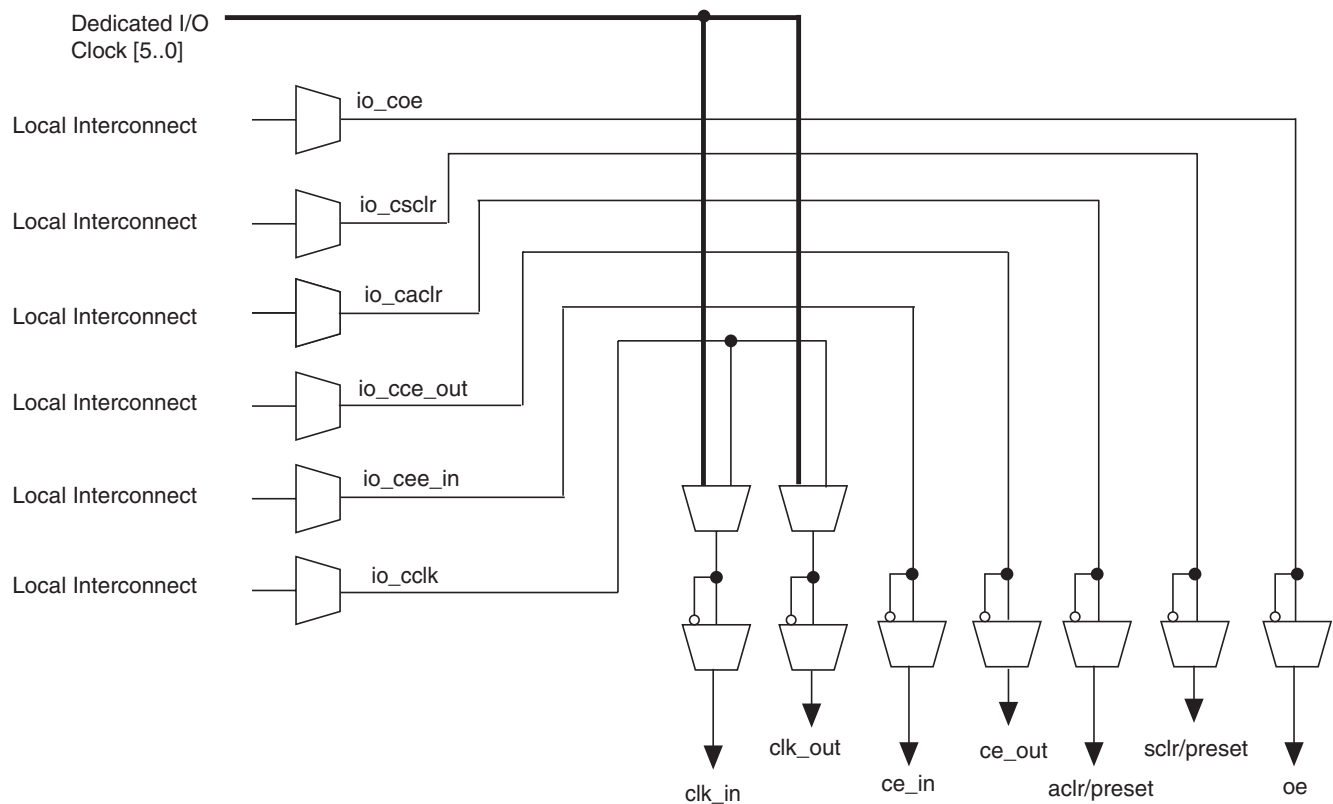 Dedicated I/O
Clock [5..0]
io_coe
Local Interconnect
io_csclr
Local Interconnect
io_caclr
Local Interconnect
io_cce_out
Local Interconnect
io_cee_in
Local Interconnect
io_cclk
Local Interconnect
clk_in
clk_out
ce_in
ce_out
aclr/preset
sclr/preset
oe